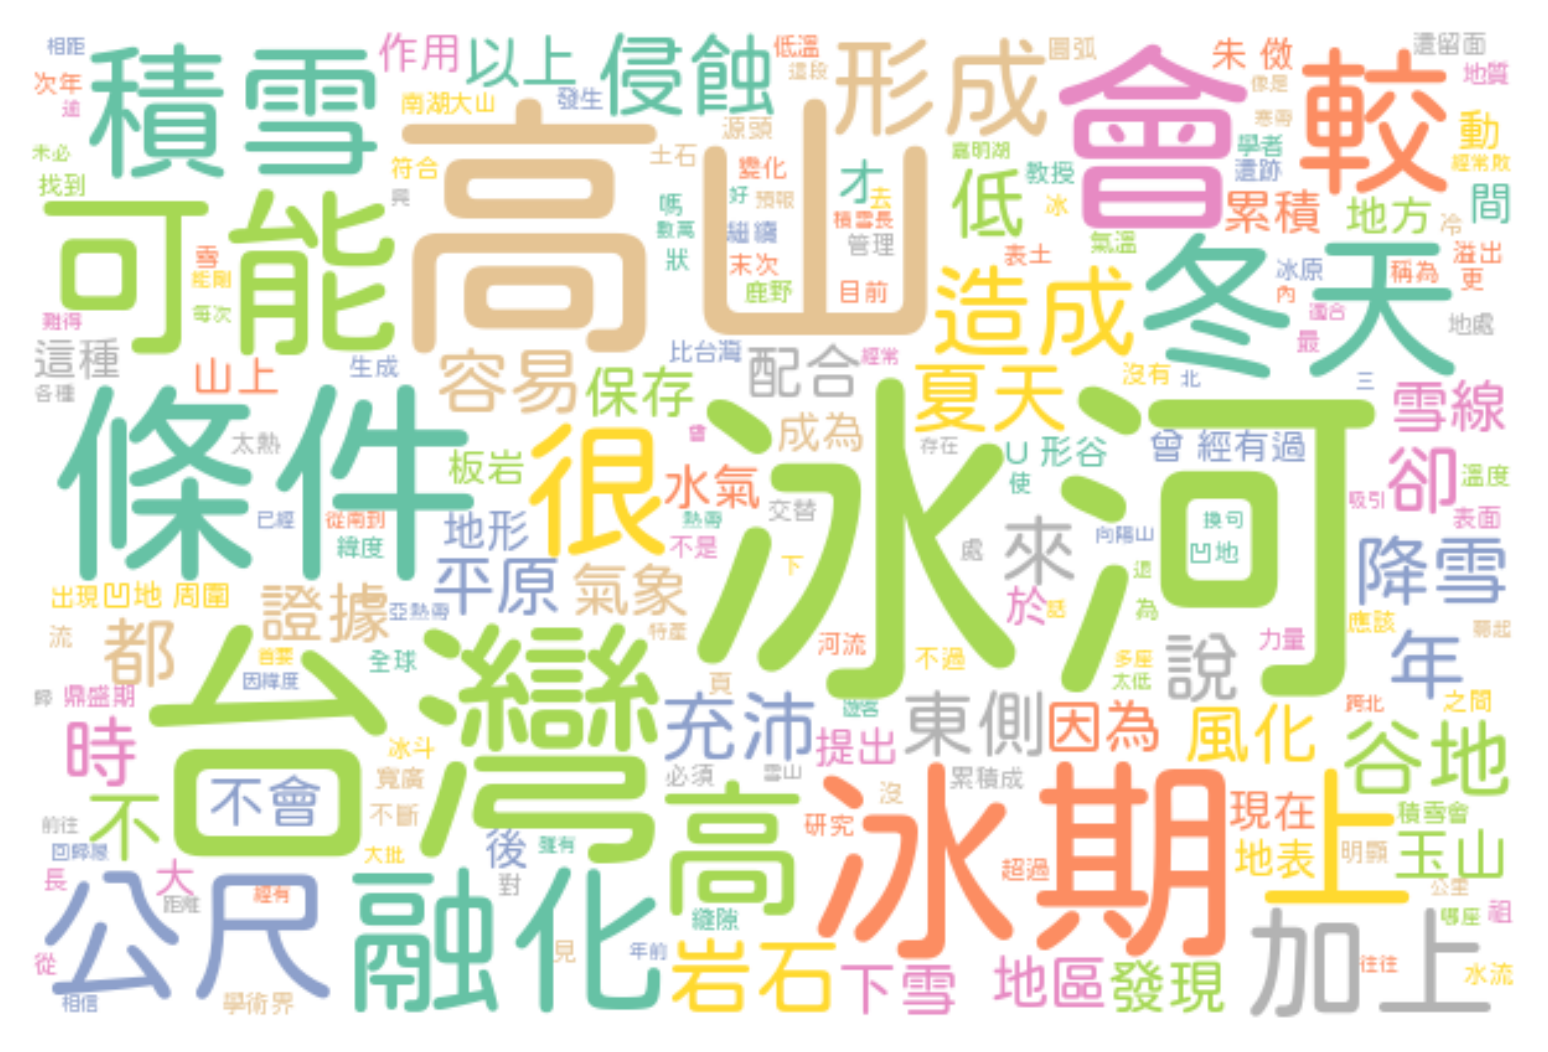 相距
積雪
作用
以上
侵蝕
低溫
這段
形成
圓弧
朱
會
較
遺留面
地質
次年
逾
南湖大山
發生
源頭
像是
寒帶
動
經常敗
未必
找到
符合
高山
土石
變化
好
預報
才
去
嘉明湖
低
教授
冰
學者
遺跡
累積
地方
冷
間
可能
雪
能剛
每次
嗎
數萬
狀
繼續
末次
鹿野
積雪長
管理
目前
氣溫
表土
造成
冬天
冰原
內
稱為
溢出
更
適合
最
地處
難得
這種
各種
山上
生成
容易
保存
比台灣
配合
經常
夏天
沒有
北
三
雪線
條件
太熱
板岩
很
曾
水氣
成為
冰河
存在
U 形谷
使
曾 經有過
卻
溫度
吸引
表面
已經
從南到
緯度
地形
熱帶
不是
交替
下
處
來
向陽山
換句
凹地
降雪
出現
凹地 周圍
證據
平原
亞熱帶
氣象
特產
於
話
為
應該
流
都
台灣
首要
因緯度
全球
河流
不過
多座
太低
說
力量
年
歸
鼎盛期
時
頁
充沛
遊客
提出
東側
因為
風化
跨北
之間
谷地
不會
冰斗
寬廣
不斷
必須
雪山
沒
累積成
前往
不
回歸線
大批
後
雖有
對
高
研究
冰期
超過
現在
地表
上
積雪會
明顯
玉山
公里
哪座
祖
長
大
距離
經有
公尺
融化
見
縫隙
年前
岩石
下雪
地區
發現
加上
往往
水流
從
相信
學術界